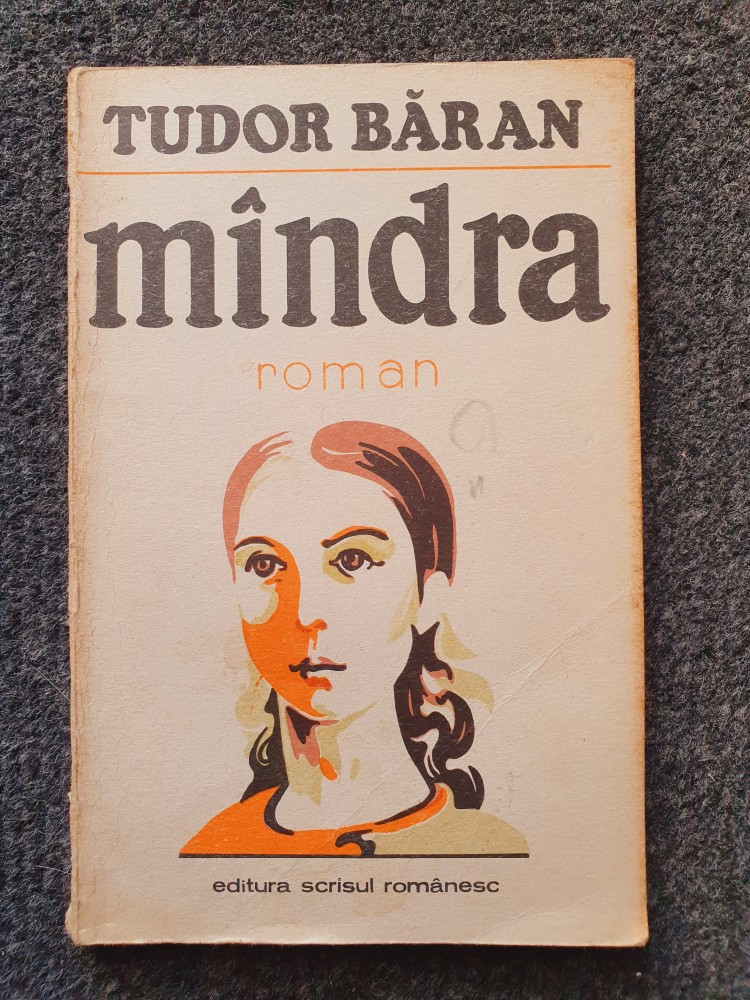 TUDOR BĂRAN
mîndra
roman
editura scrisul românesc